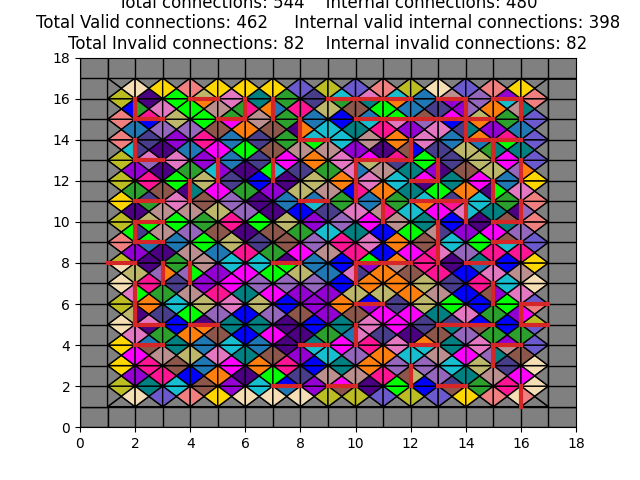 Total connections: 544    Internal connections: 480
Total Valid connections: 462    Internal valid internal connections: 398
Total Invalid connections: 82    Internal invalid connections: 82
18
16
14
12
10
8
6
4
2
0
0 2 4 6 8 10 12 14 16 18